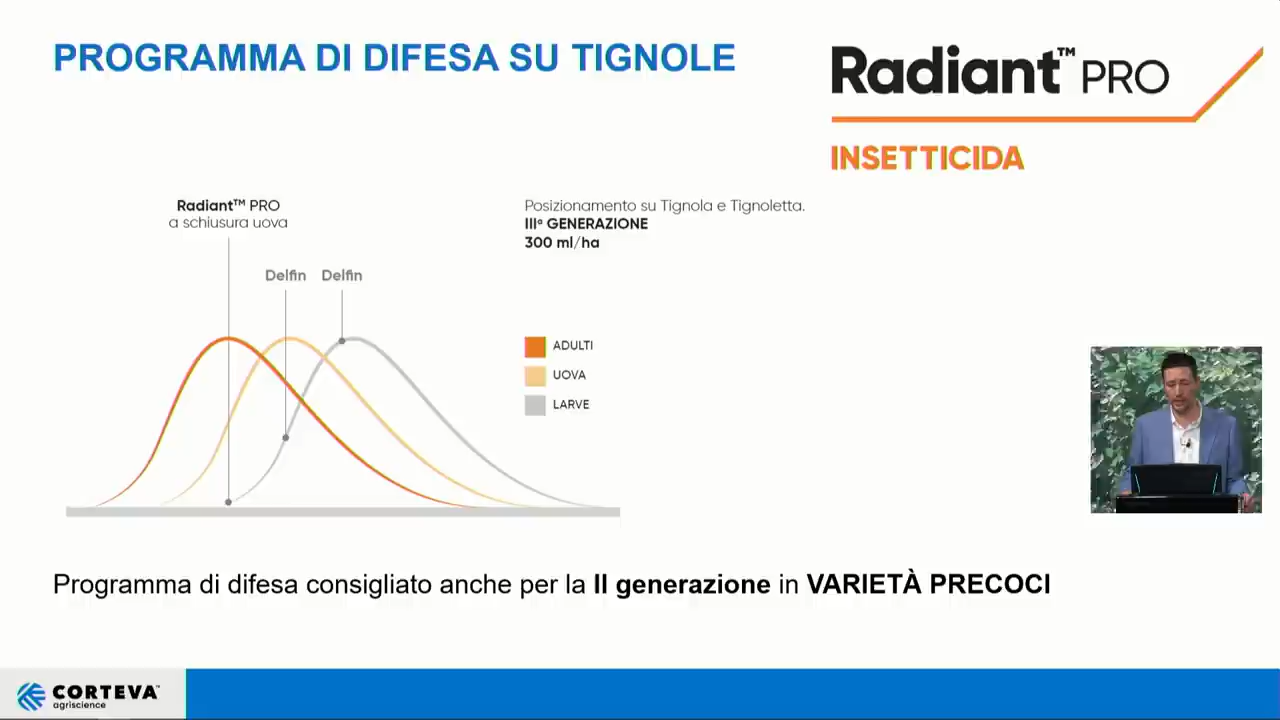 PROGRAMMA DI DIFESA SU TIGNOLE
Radiant™ PRO
INSETTICIDA
Radiant™ PRO
a schiusura uova
Delfin Delfin
Posizionamento su Tignola e Tignoletta.
IIIª GENERAZIONE
300 ml/ha
ADULTI
UOVA
LARVE
Programma di difesa consigliato anche per la II generazione in VARIETÀ PRECOCI
CORTEVA™
agriscience